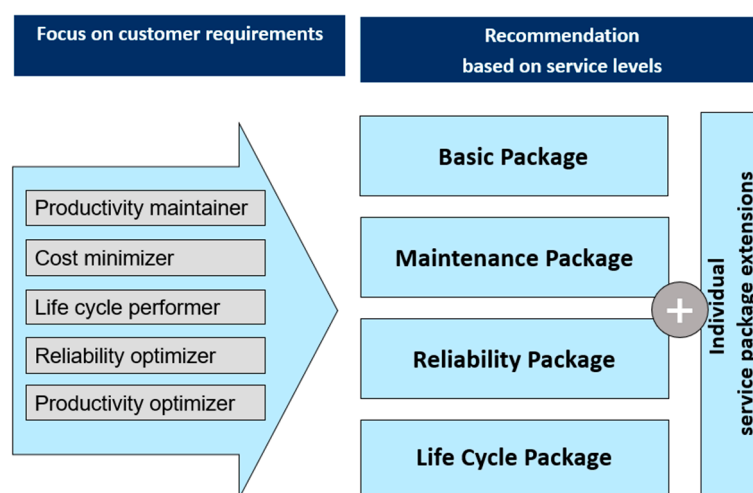 Focus on customer requirements
Recommendation
based on service levels
Productivity maintainer
Cost minimizer
Life cycle performer
Reliability optimizer
Productivity optimizer
Basic Package
Maintenance Package
Reliability Package
Life Cycle Package
+
Individual
service package extensions